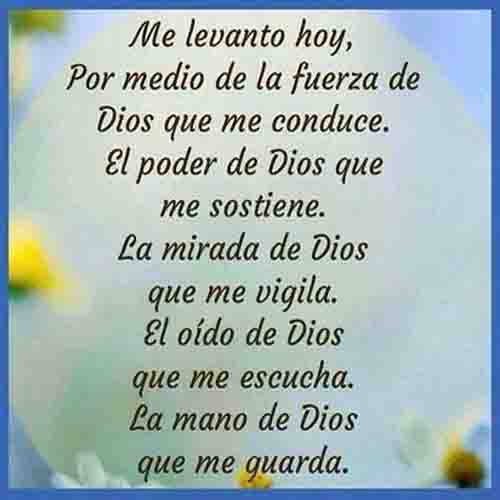 Me levanto hoy,
Por medio de la fuerza de
Dios que me conduce.
El poder de Dios que
me sostiene.
La mirada de Dios
que me vigila.
El oído de Dios
que me escucha.
La mano de Dios
que me guarda.